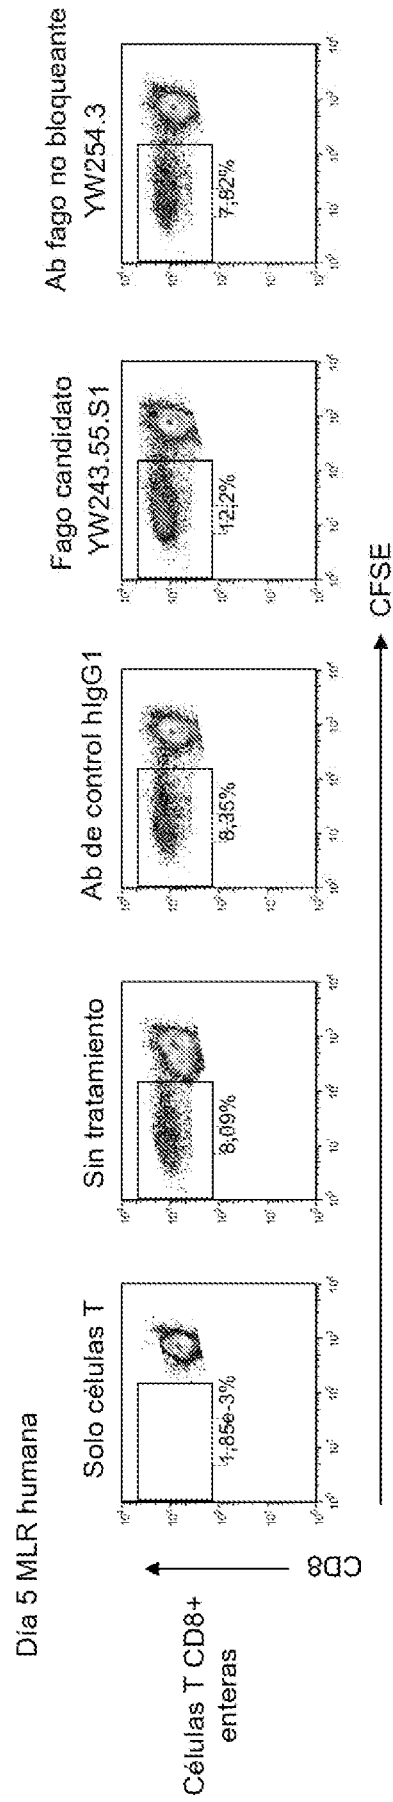 Día 5 MLR humana
Solo células T
Sin tratamiento
Ab de control hIgG1
Fago candidato
YW243.55.S1
Ab fago no bloqueante
YW254.3
Células T CD8+
enteras
CD8
1,85e-3%
8,09%
8,35%
12,2%
7,82%
CFSE